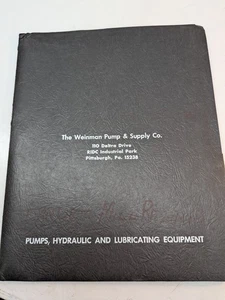 The Weinman Pump & Supply Co.
110 Delta Drive
RIDC Industrial Park
Pittsburgh, Pa. 15238
PUMPS, HYDRAULIC AND LUBRICATING EQUIPMENT